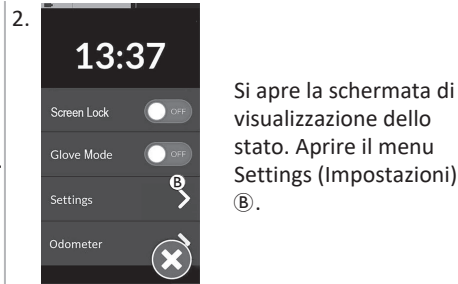 2.
13:37
Screen Lock OFF
Glove Mode OFF
B
Settings
Odometer
Si apre la schermata di
visualizzazione dello
stato. Aprire il menu
Settings (Impostazioni)
Ⓑ.